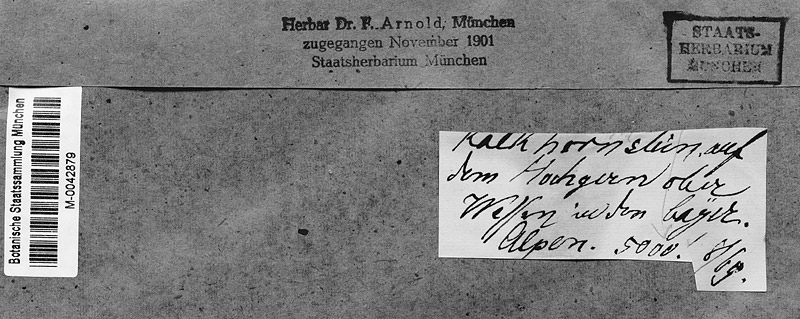 Herbar Dr. F. Arnold, München
zugegangen November 1901
Staatsherbarium München
STAATS-
HERBARIUM
MÜNCHEN
Botanische Staatssammlung München
M-0042879
Kalkhornstein auf
dem Hochgern ober
Wessen in den bayer.
Alpen. 5000'.